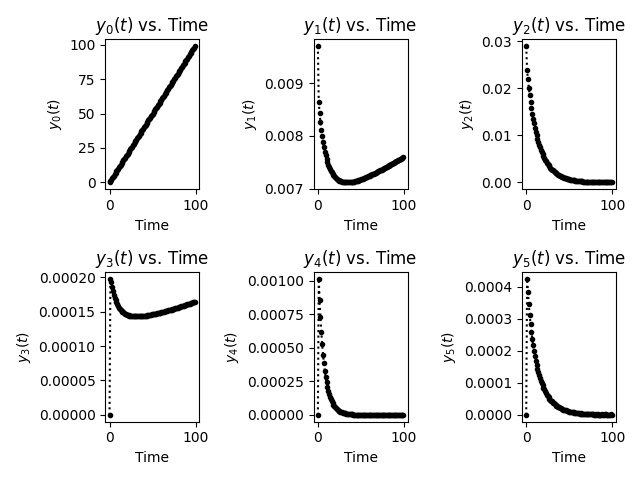 y₀(t) vs. Time
y₀(t)
100
75
50
25
0
0
100
Time
y₁(t) vs. Time
y₁(t)
0.009
0.008
0.007
0
100
Time
y₂(t) vs. Time
y₂(t)
0.03
0.02
0.01
0.00
0
100
Time
y₃(t) vs. Time
y₃(t)
0.00020
0.00015
0.00010
0.00005
0.00000
0
100
Time
y₄(t) vs. Time
y₄(t)
0.00100
0.00075
0.00050
0.00025
0.00000
0
100
Time
y₅(t) vs. Time
y₅(t)
0.0004
0.0003
0.0002
0.0001
0.0000
0
100
Time